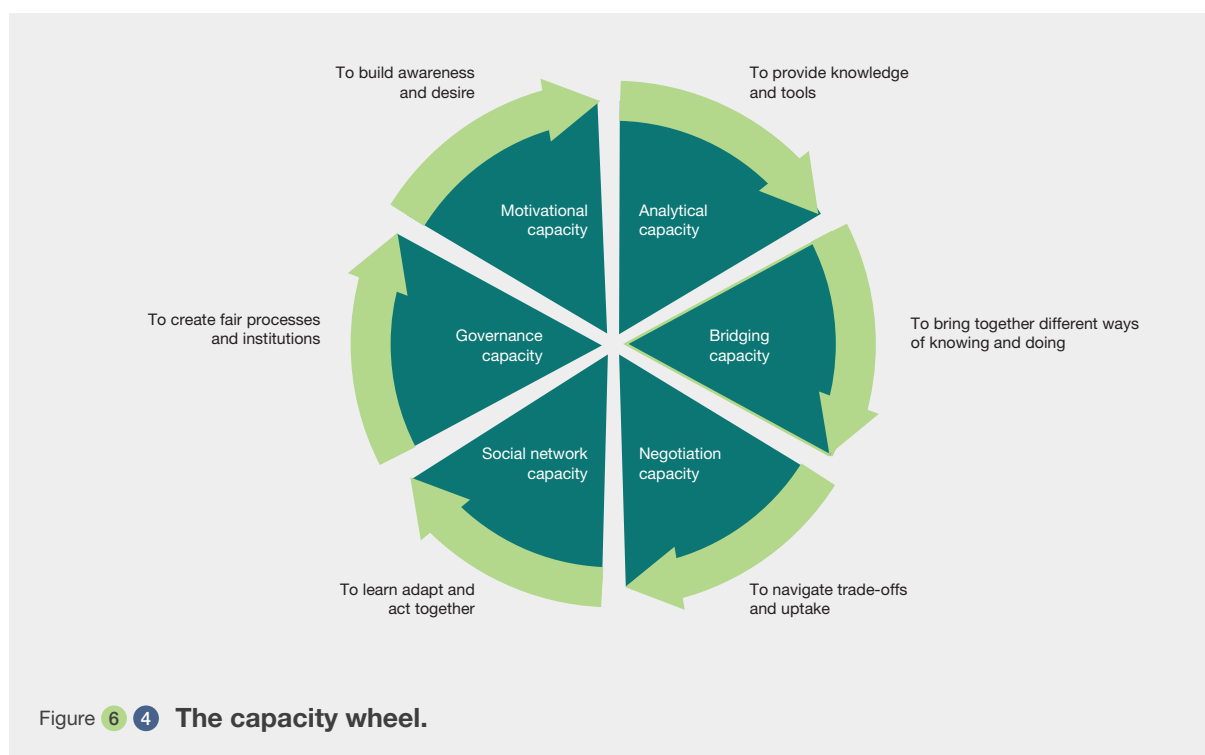 To build awareness
and desire
To provide knowledge
and tools
Motivational
capacity
Analytical
capacity
To create fair processes
and institutions
Governance
capacity
Bridging
capacity
To bring together different ways
of knowing and doing
Social network
capacity
Negotiation
capacity
To learn adapt and
act together
To navigate trade-offs
and uptake
Figure 6 4 The capacity wheel.